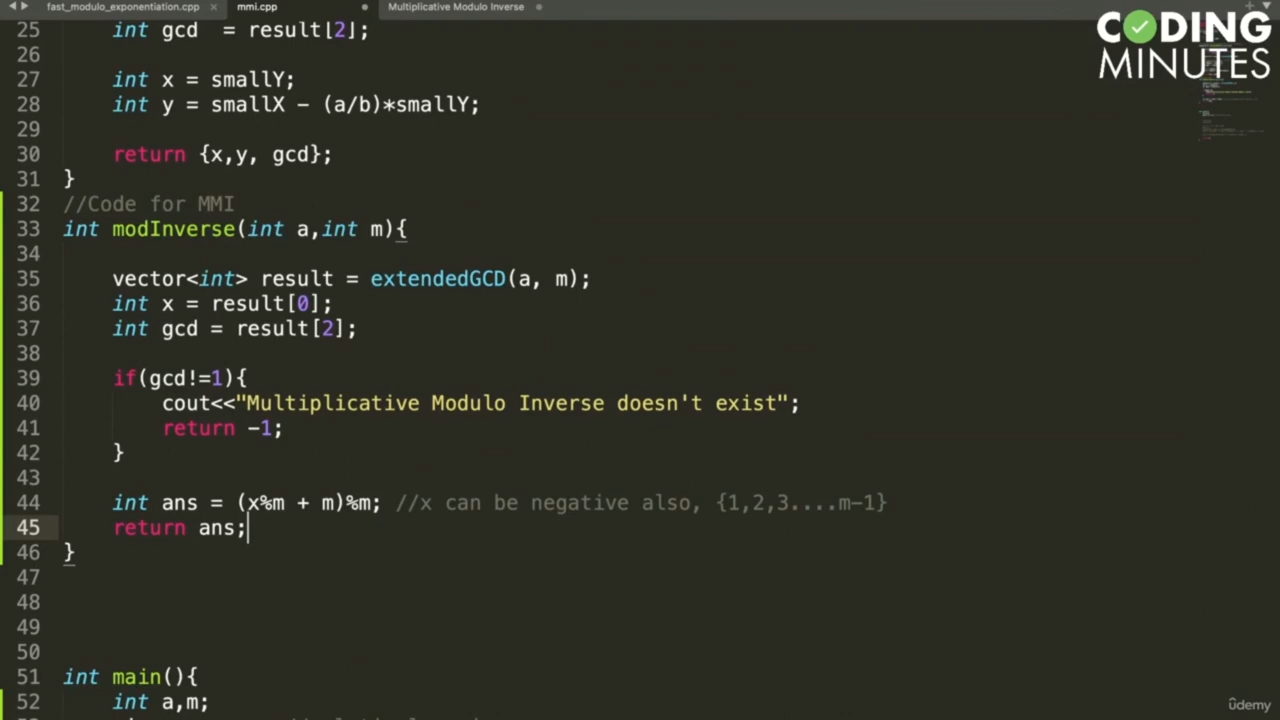 fast_modulo_exponentiation.cpp × mmi.cpp Multiplicative Modulo Inverse
CODING
MINUTES
25 int gcd = result[2];
26
27 int x = smallY;
28 int y = smallX - (a/b)*smallY;
29
30 return {x,y, gcd};
31 }
32 //Code for MMI
33 int modInverse(int a,int m){
34
35 vector<int> result = extendedGCD(a, m);
36 int x = result[0];
37 int gcd = result[2];
38
39 if(gcd!=1){
40 cout<<"Multiplicative Modulo Inverse doesn't exist";
41 return -1;
42 }
43
44 int ans = (x%m + m)%m; //x can be negative also, {1,2,3....m-1}
45 return ans;
46 }
47
48
49
50
51 int main(){
52 int a,m;
ûdemy